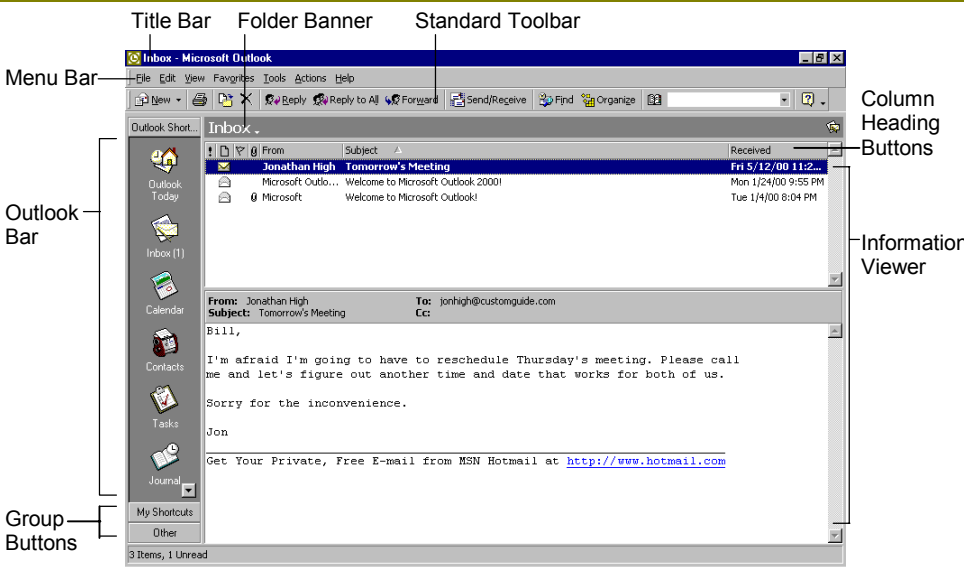 Title Bar Folder Banner Standard Toolbar
Inbox - Microsoft Outlook
Menu Bar
File Edit View Favorites Tools Actions Help
New Reply Reply to All Forward Send/Receive Find Organize
Column
Heading
Buttons
Outlook Short... Inbox
! From Subject Received
Jonathan High Tomorrow's Meeting Fri 5/12/00 11:2...
Microsoft Outlo... Welcome to Microsoft Outlook 2000! Mon 1/24/00 9:55 PM
Microsoft Welcome to Microsoft Outlook! Tue 1/4/00 8:04 PM
Outlook
Bar
Outlook
Today
Inbox (1)
Calendar
Contacts
Tasks
Journal
Information
Viewer
From: Jonathan High To: jonhigh@customguide.com
Subject: Tomorrow's Meeting Cc:
Bill,
I'm afraid I'm going to have to reschedule Thursday's meeting. Please call
me and let's figure out another time and date that works for both of us.
Sorry for the inconvenience.
Jon
Get Your Private, Free E-mail from MSN Hotmail at http://www.hotmail.com
Group
Buttons
My Shortcuts
Other
3 Items, 1 Unread